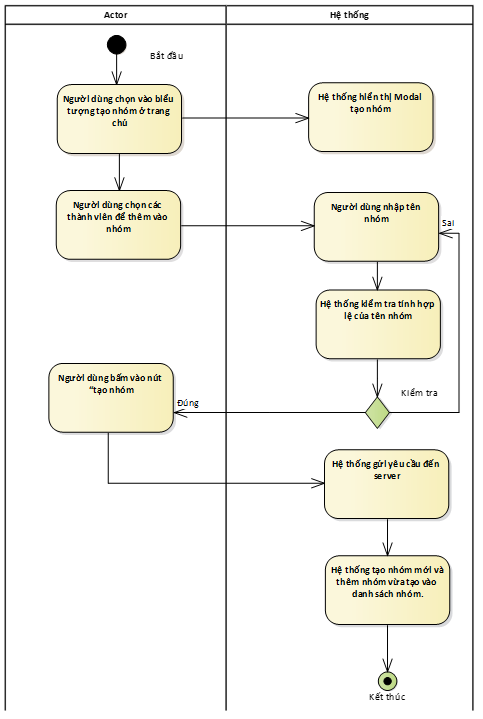 Actor
Hệ thống
Bắt đầu
Người dùng chọn vào biểu
tượng tạo nhóm ở trang
chủ
Hệ thống hiển thị Modal
tạo nhóm
Người dùng chọn các
thành viên để thêm vào
nhóm
Người dùng nhập tên
nhóm
Sai
Hệ thống kiểm tra tính hợp
lệ của tên nhóm
Người dùng bấm vào nút
“tạo nhóm
Kiểm tra
Đúng
Hệ thống gửi yêu cầu đến
server
Hệ thống tạo nhóm mới và
thêm nhóm vừa tạo vào
danh sách nhóm.
Kết thúc